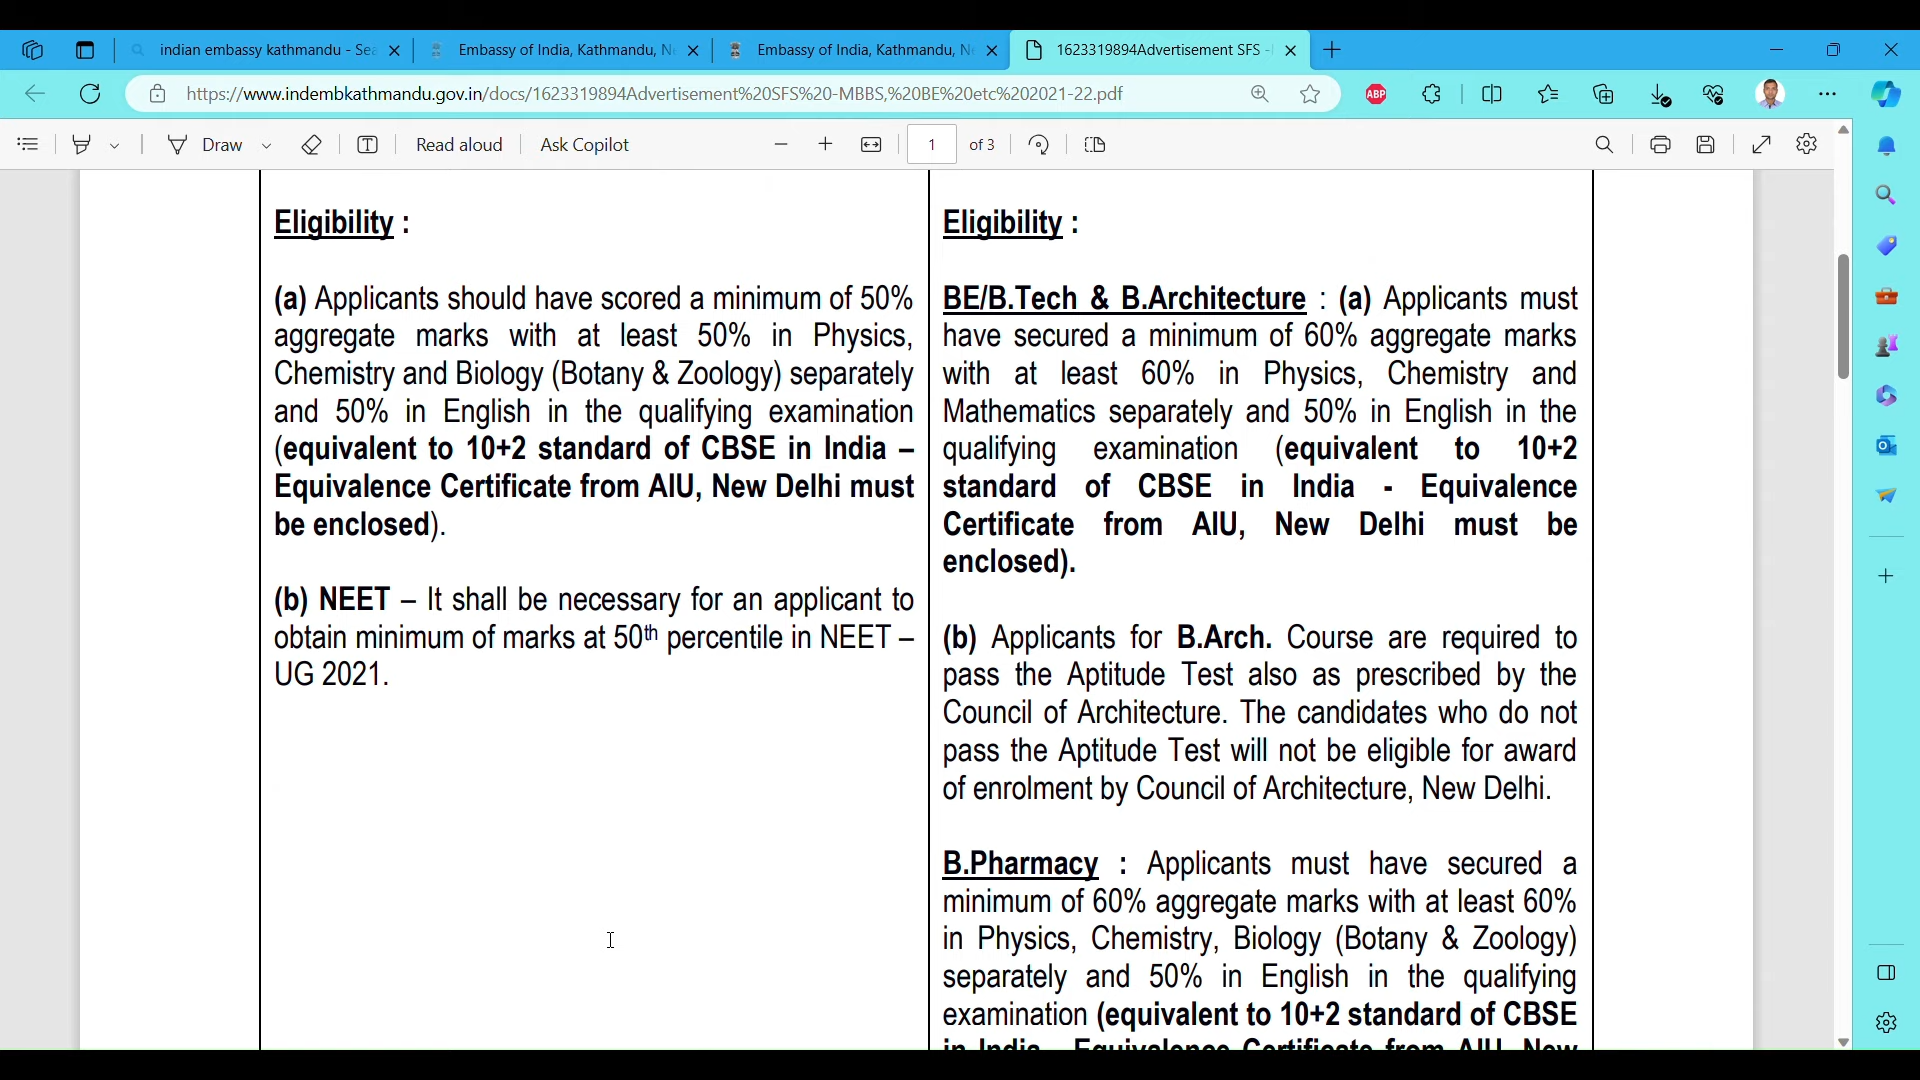 indian embassy kathmandu - Sea
Embassy of India, Kathmandu, N
Embassy of India, Kathmandu, Ne
1623319894Advertisement SFS -
https://www.indembkathmandu.gov.in/docs/1623319894Advertisement%20SFS%20-MBBS,%20BE%20etc%202021-22.pdf
ABP
Draw
Read aloud
Ask Copilot
1 of 3
Eligibility :
(a) Applicants should have scored a minimum of 50%
aggregate marks with at least 50% in Physics,
Chemistry and Biology (Botany & Zoology) separately
and 50% in English in the qualifying examination
(equivalent to 10+2 standard of CBSE in India –
Equivalence Certificate from AIU, New Delhi must
be enclosed).
(b) NEET – It shall be necessary for an applicant to
obtain minimum of marks at 50th percentile in NEET –
UG 2021.
Eligibility :
BE/B.Tech & B.Architecture : (a) Applicants must
have secured a minimum of 60% aggregate marks
with at least 60% in Physics, Chemistry and
Mathematics separately and 50% in English in the
qualifying examination (equivalent to 10+2
standard of CBSE in India - Equivalence
Certificate from AIU, New Delhi must be
enclosed).
(b) Applicants for B.Arch. Course are required to
pass the Aptitude Test also as prescribed by the
Council of Architecture. The candidates who do not
pass the Aptitude Test will not be eligible for award
of enrolment by Council of Architecture, New Delhi.
B.Pharmacy : Applicants must have secured a
minimum of 60% aggregate marks with at least 60%
in Physics, Chemistry, Biology (Botany & Zoology)
separately and 50% in English in the qualifying
examination (equivalent to 10+2 standard of CBSE
in India - Equivalence Certificate from AIU, New